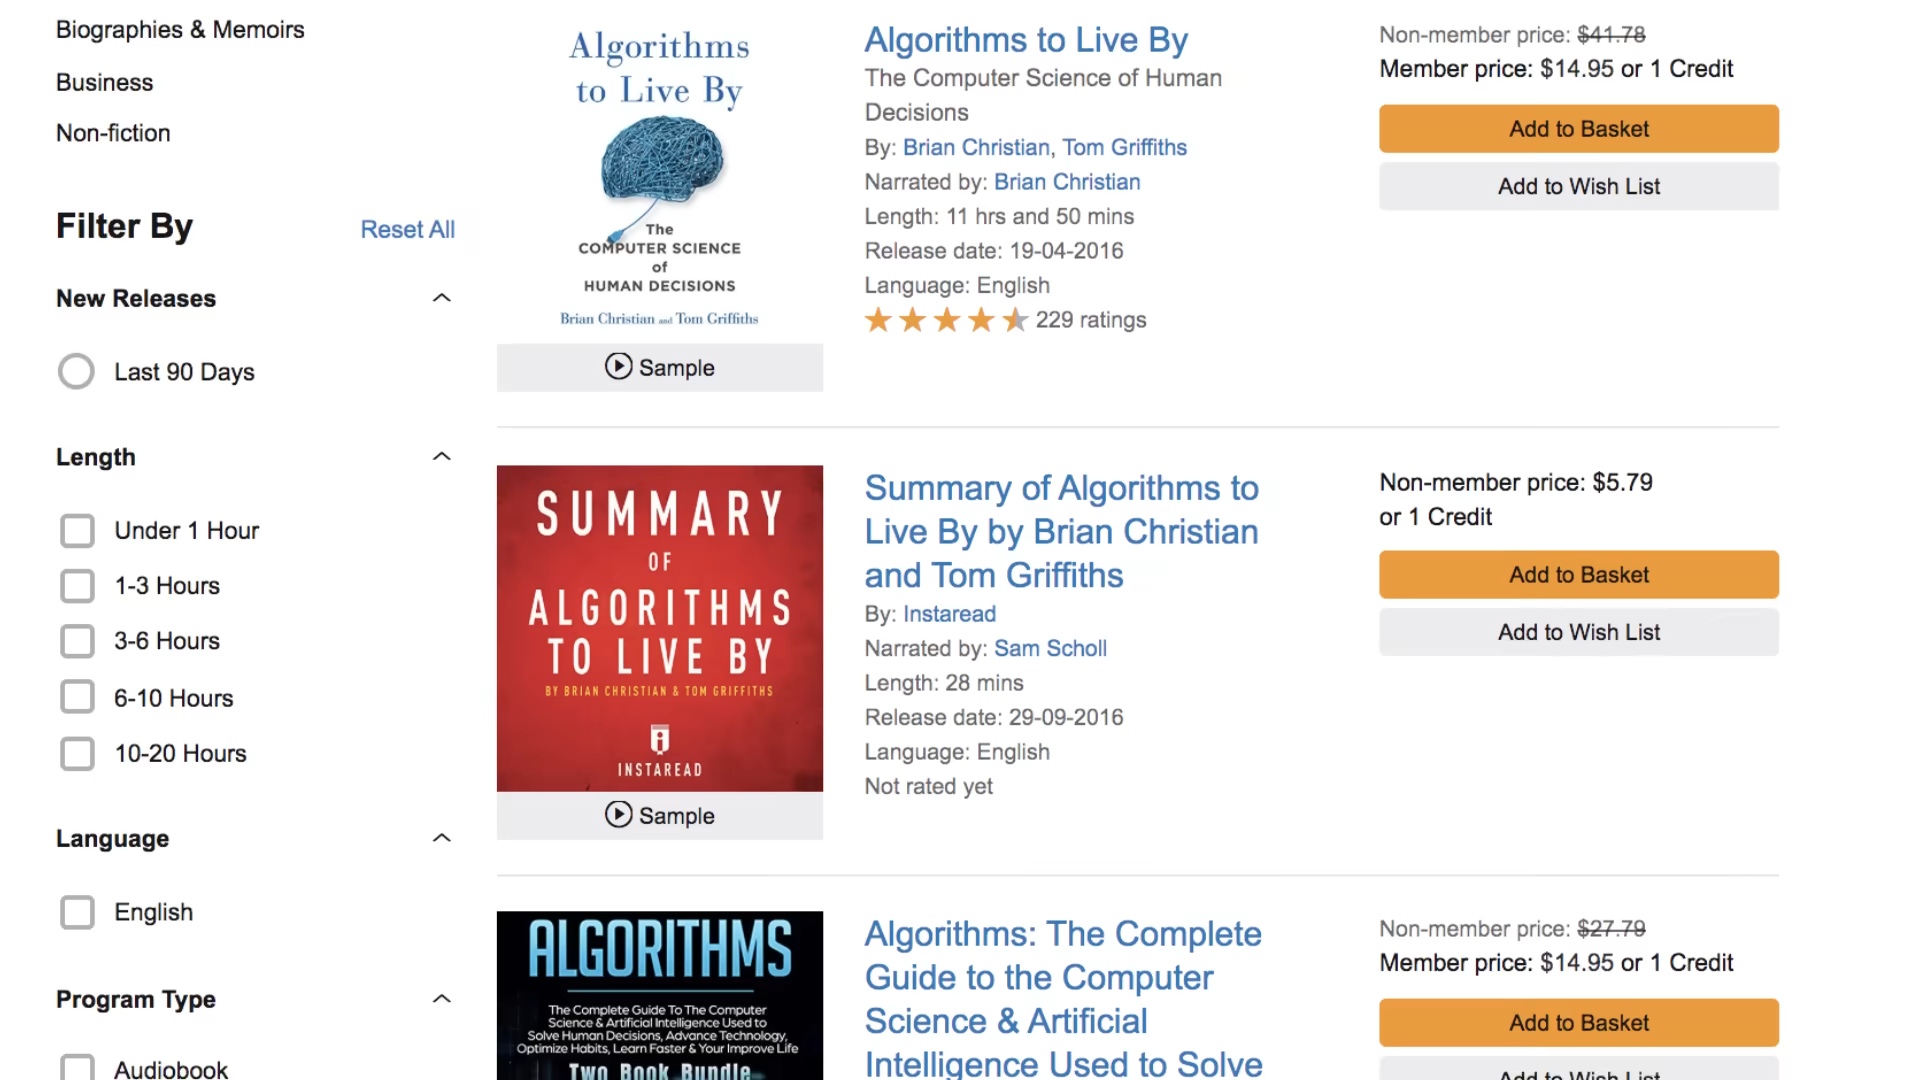 Biographies & Memoirs
Business
Non-fiction
Filter By
Reset All
New Releases
Last 90 Days
Length
Under 1 Hour
1-3 Hours
3-6 Hours
6-10 Hours
10-20 Hours
Language
English
Program Type
Audiobook
Algorithms
to Live By
The
COMPUTER SCIENCE
of
HUMAN DECISIONS
Brian Christian and Tom Griffiths
Sample
Algorithms to Live By
The Computer Science of Human
Decisions
By: Brian Christian, Tom Griffiths
Narrated by: Brian Christian
Length: 11 hrs and 50 mins
Release date: 19-04-2016
Language: English
229 ratings
Non-member price: $41.78
Member price: $14.95 or 1 Credit
Add to Basket
Add to Wish List
SUMMARY
OF
ALGORITHMS
TO LIVE BY
BY BRIAN CHRISTIAN & TOM GRIFFITHS
INSTAREAD
Sample
Summary of Algorithms to
Live By by Brian Christian
and Tom Griffiths
By: Instaread
Narrated by: Sam Scholl
Length: 28 mins
Release date: 29-09-2016
Language: English
Not rated yet
Non-member price: $5.79
or 1 Credit
Add to Basket
Add to Wish List
ALGORITHMS
The Complete Guide To The Computer
Science & Artificial Intelligence Used to
Solve Human Decisions, Advance Technology,
Optimize Habits, Learn Faster & Your Improve Life
Two Book Bundle
Algorithms: The Complete
Guide to the Computer
Science & Artificial
Intelligence Used to Solve
Non-member price: $27.79
Member price: $14.95 or 1 Credit
Add to Basket
Add to Wish List